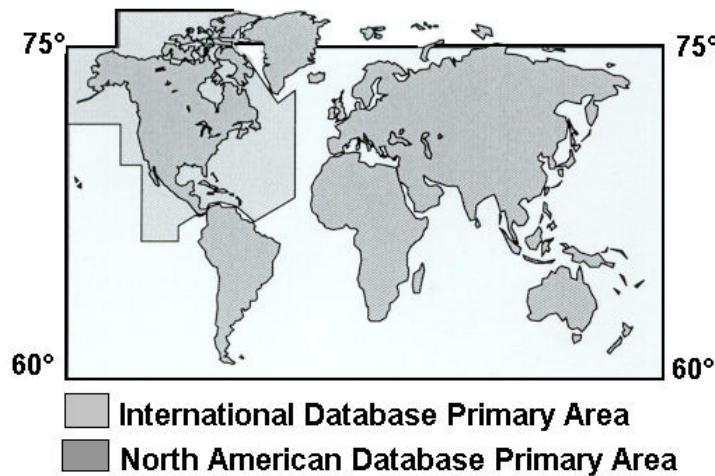 75° 75°
60° 60°
International Database Primary Area
North American Database Primary Area